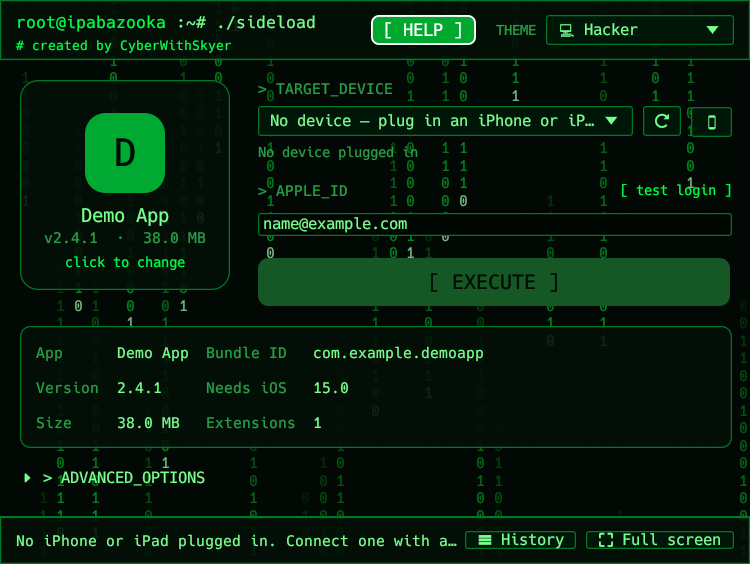 root@ipabazooka :~# ./sideload
# created by CyberWithSkyer
[ HELP ]
THEME
Hacker
D
Demo App
v2.4.1 · 38.0 MB
click to change
> TARGET_DEVICE
No device — plug in an iPhone or iP…
No device plugged in
> APPLE_ID
[ test login ]
name@example.com
[ EXECUTE ]
App Demo App Bundle ID com.example.demoapp
Version 2.4.1 Needs iOS 15.0
Size 38.0 MB Extensions 1
> ADVANCED_OPTIONS
No iPhone or iPad plugged in. Connect one with a…
History
Full screen